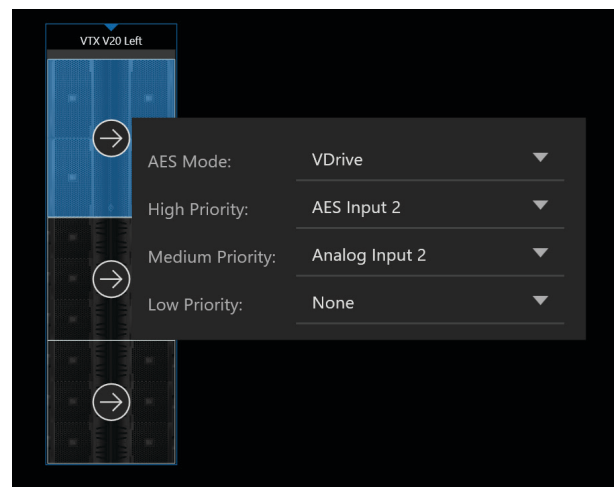 VTX V20 Left
AES Mode: VDrive
High Priority: AES Input 2
Medium Priority: Analog Input 2
Low Priority: None